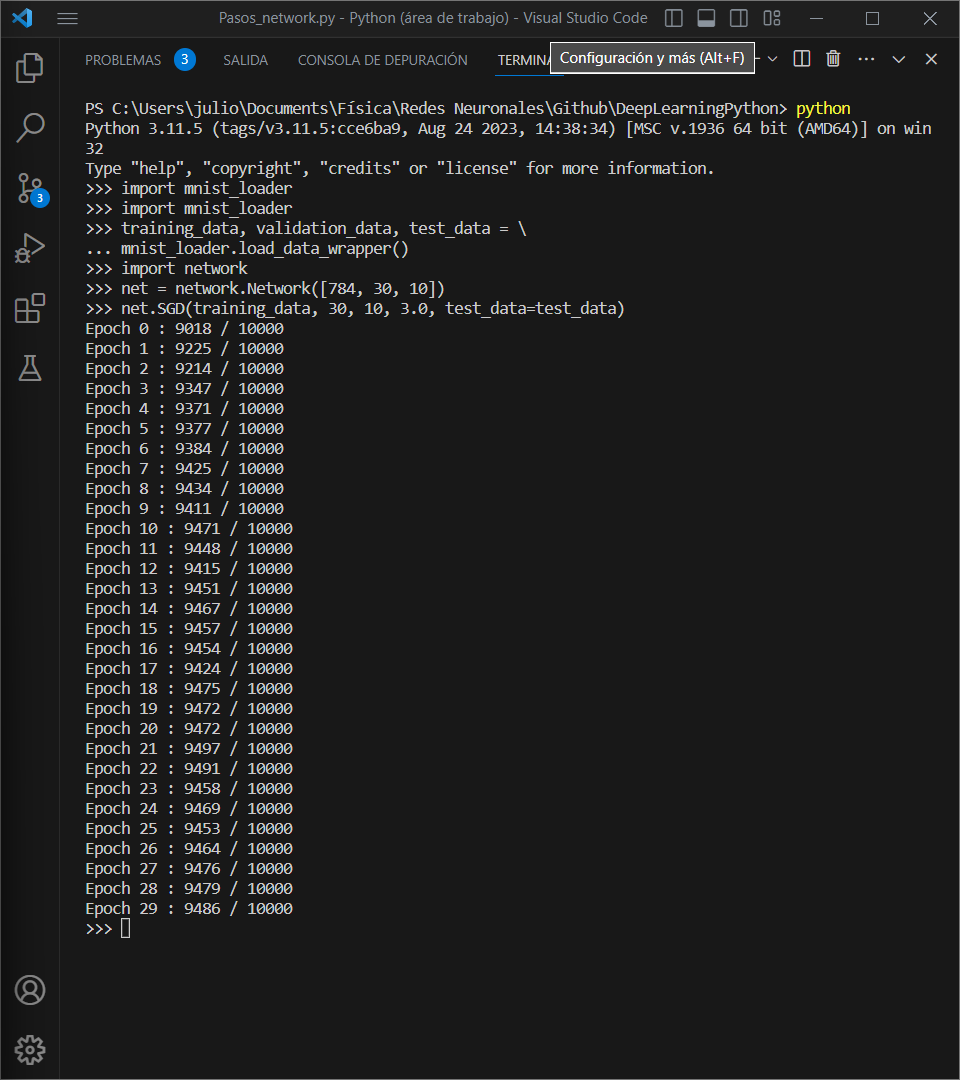 Pasos_network.py - Python (área de trabajo) - Visual Studio Code
PROBLEMAS 3 SALIDA CONSOLA DE DEPURACIÓN TERMINA
Configuración y más (Alt+F)
PS C:\Users\julio\Documents\Física\Redes Neuronales\Github\DeepLearningPython> python
Python 3.11.5 (tags/v3.11.5:cce6ba9, Aug 24 2023, 14:38:34) [MSC v.1936 64 bit (AMD64)] on win
32
Type "help", "copyright", "credits" or "license" for more information.
>>> import mnist_loader
>>> import mnist_loader
>>> training_data, validation_data, test_data = \
... mnist_loader.load_data_wrapper()
>>> import network
>>> net = network.Network([784, 30, 10])
>>> net.SGD(training_data, 30, 10, 3.0, test_data=test_data)
Epoch 0 : 9018 / 10000
Epoch 1 : 9225 / 10000
Epoch 2 : 9214 / 10000
Epoch 3 : 9347 / 10000
Epoch 4 : 9371 / 10000
Epoch 5 : 9377 / 10000
Epoch 6 : 9384 / 10000
Epoch 7 : 9425 / 10000
Epoch 8 : 9434 / 10000
Epoch 9 : 9411 / 10000
Epoch 10 : 9471 / 10000
Epoch 11 : 9448 / 10000
Epoch 12 : 9415 / 10000
Epoch 13 : 9451 / 10000
Epoch 14 : 9467 / 10000
Epoch 15 : 9457 / 10000
Epoch 16 : 9454 / 10000
Epoch 17 : 9424 / 10000
Epoch 18 : 9475 / 10000
Epoch 19 : 9472 / 10000
Epoch 20 : 9472 / 10000
Epoch 21 : 9497 / 10000
Epoch 22 : 9491 / 10000
Epoch 23 : 9458 / 10000
Epoch 24 : 9469 / 10000
Epoch 25 : 9453 / 10000
Epoch 26 : 9464 / 10000
Epoch 27 : 9476 / 10000
Epoch 28 : 9479 / 10000
Epoch 29 : 9486 / 10000
>>>
3